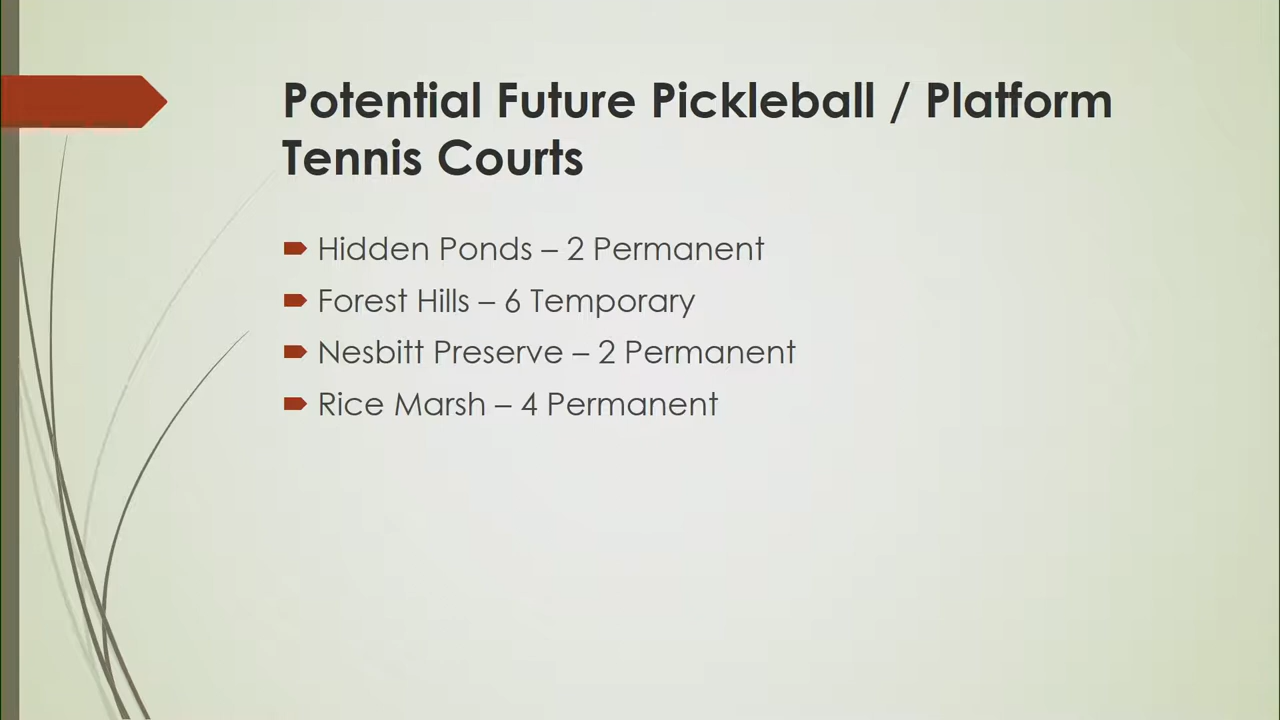 Potential Future Pickleball / Platform
Tennis Courts
Hidden Ponds – 2 Permanent
Forest Hills – 6 Temporary
Nesbitt Preserve – 2 Permanent
Rice Marsh – 4 Permanent